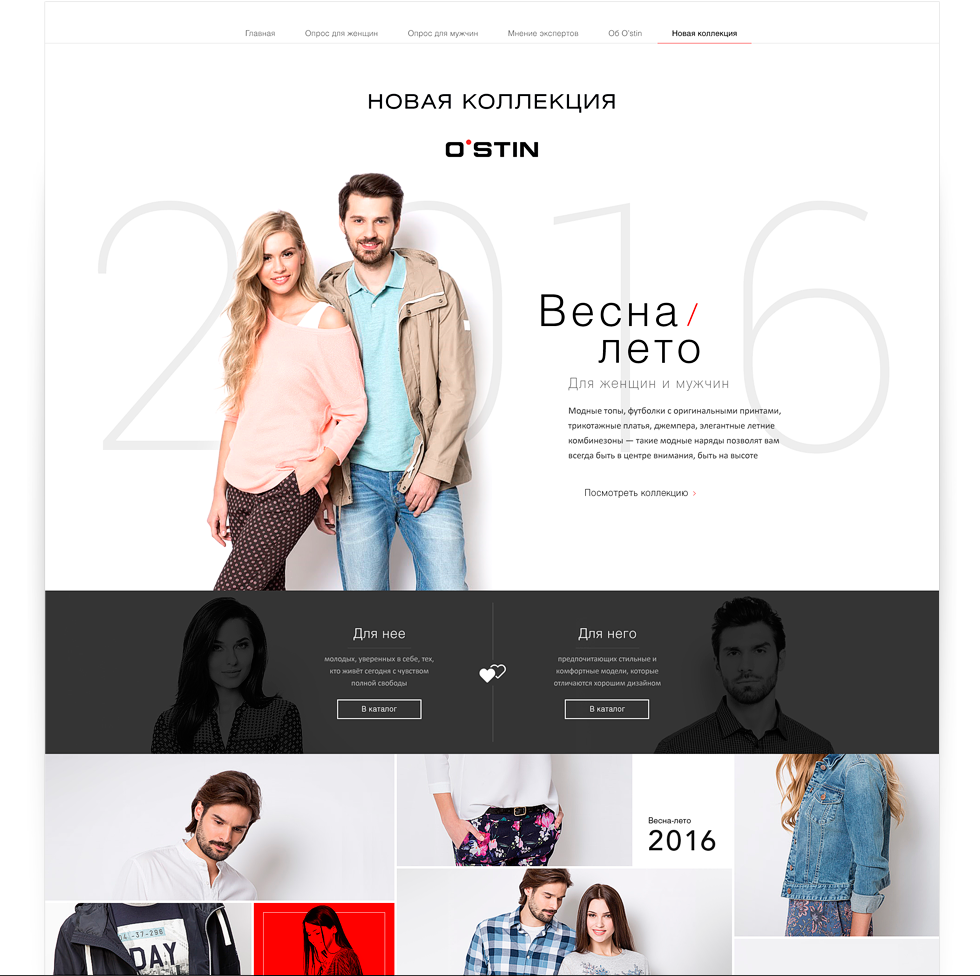 Главная
Опрос для женщин
Опрос для мужчин
Мнение экспертов
Об O'stin
Новая коллекция
НОВАЯ КОЛЛЕКЦИЯ
O'STIN
2016
Весна /
лето
Для женщин и мужчин
Модные топы, футболки с оригинальными принтами,
трикотажные платья, джемпера, элегантные летние
комбинезоны — такие модные наряды позволят вам
всегда быть в центре внимания, быть на высоте
Посмотреть коллекцию >
Для нее
молодых, уверенных в себе, тех,
кто живёт сегодня с чувством
полной свободы
В каталог
Для него
предпочитающих стильные и
комфортные модели, которые
отличаются хорошим дизайном
В каталог
Весна-лето
2016
-37-296
DAY